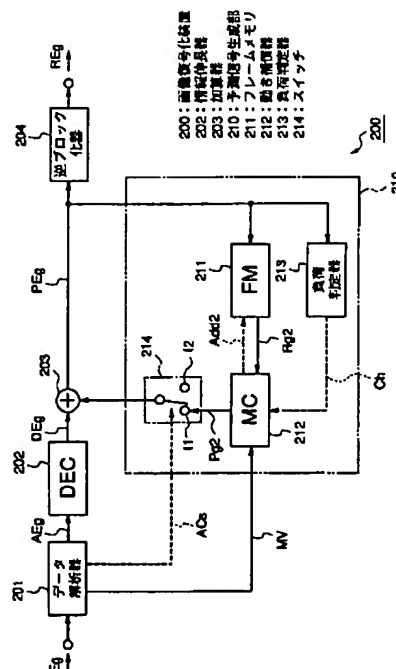 201
データ
解析器
AEg
202
DEC
DEg
203
PEg
204
逆ブロック
化器
REg
ACs
MV
214
I1
I2
Pg2
MC
212
Add2
Rg2
211
FM
213
負荷
判定器
Ch
210
200
200:画像復号化装置
202:情報伸長器
203:加算器
210:予測信号生成部
211:フレームメモリ
212:動き補償器
213:負荷判定器
214:スイッチ